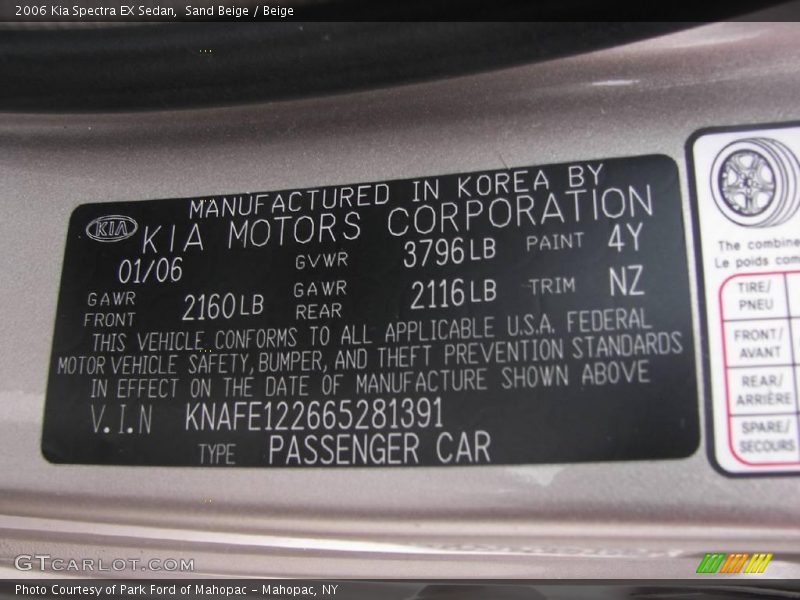 2006 Kia Spectra EX Sedan, Sand Beige / Beige
MANUFACTURED IN KOREA BY
KIA KIA MOTORS CORPORATION
01/06 GVWR 3796LB PAINT 4Y
GAWR FRONT 2160LB GAWR REAR 2116LB TRIM NZ
THIS VEHICLE CONFORMS TO ALL APPLICABLE U.S.A. FEDERAL
MOTOR VEHICLE SAFETY, BUMPER, AND THEFT PREVENTION STANDARDS
IN EFFECT ON THE DATE OF MANUFACTURE SHOWN ABOVE
V.I.N KNAFE122665281391
TYPE PASSENGER CAR
The combine
Le poids com
TIRE/
PNEU
FRONT/
AVANT
REAR/
ARRIÈRE
SPARE/
SECOURS
GTCARLOT.COM
Photo Courtesy of Park Ford of Mahopac - Mahopac, NY